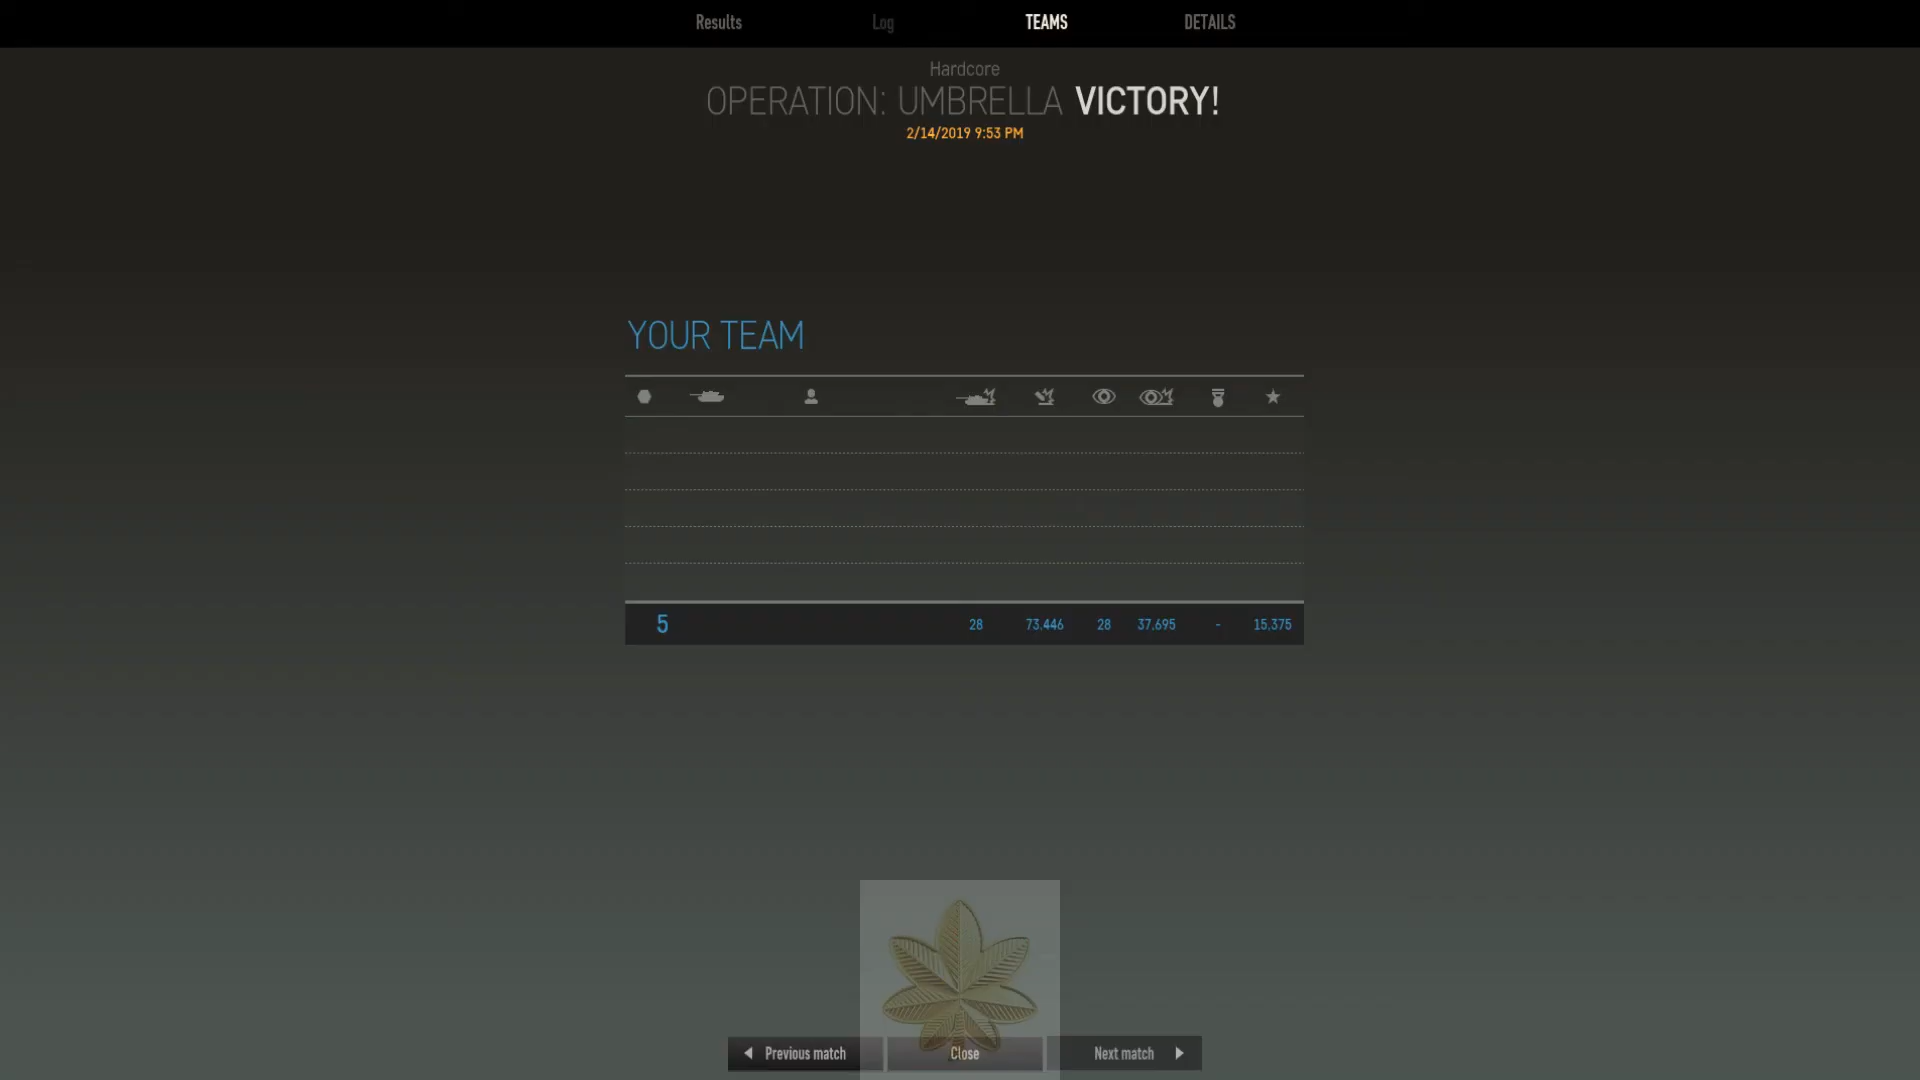 Results Log TEAMS DETAILS
Hardcore
OPERATION: UMBRELLA VICTORY!
2/14/2019 9:53 PM
YOUR TEAM
5 28 73,446 28 37,695 - 15,375
Previous match Close Next match